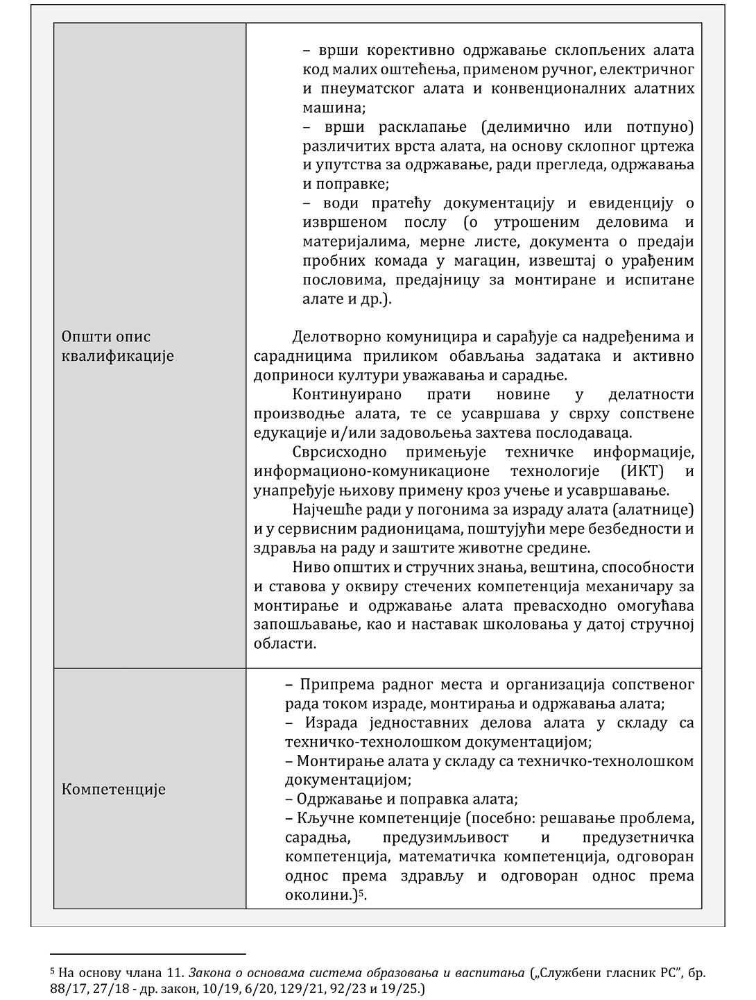 – врши корективно одржавање склопљених алата
код малих оштећења, применом ручног, електричног
и пнеуматског алата и конвенционалних алатних
машина;
– врши расклапање (делимично или потпуно)
различитих врста алата, на основу склопног цртежа
и упутства за одржавање, ради прегледа, одржавања
и поправке;
– води пратећу документацију и евиденцију о
извршеном послу (о утрошеним деловима и
материјалима, мерне листе, документа о предаји
пробних комада у магацин, извештај о урађеним
пословима, предајницу за монтиране и испитане
алате и др.).
Општи опис
квалификације
Делотворно комуницира и сарађује са надређенима и
сарадницима приликом обављања задатака и активно
доприноси култури уважавања и сарадње.
Континуирано прати новине у делатности
производње алата, те се усавршава у сврху сопствене
едукације и/или задовољења захтева послодаваца.
Сврсисходно примењује техничке информације,
информационо-комуникационе технологије (ИКТ) и
унапређује њихову примену кроз учење и усавршавање.
Најчешће ради у погонима за израду алата (алатнице)
и у сервисним радионицама, поштујући мере безбедности и
здравља на раду и заштите животне средине.
Ниво општих и стручних знања, вештина, способности
и ставова у оквиру стечених компетенција механичару за
монтирање и одржавање алата превасходно омогућава
запошљавање, као и наставак школовања у датој стручној
области.
Компетенције
– Припрема радног места и организација сопственог
рада током израде, монтирања и одржавања алата;
– Израда једноставних делова алата у складу са
техничко-технолошком документацијом;
– Монтирање алата у складу са техничко-технолошком
документацијом;
– Одржавање и поправка алата;
– Кључне компетенције (посебно: решавање проблема,
сарадња, предузимљивост и предузетничка
компетенција, математичка компетенција, одговоран
однос према здрављу и одговоран однос према
околини.)⁵.
⁵ На основу члана 11. Закона о основама система образовања и васпитања („Службени гласник РС”, бр.
88/17, 27/18 - др. закон, 10/19, 6/20, 129/21, 92/23 и 19/25.)